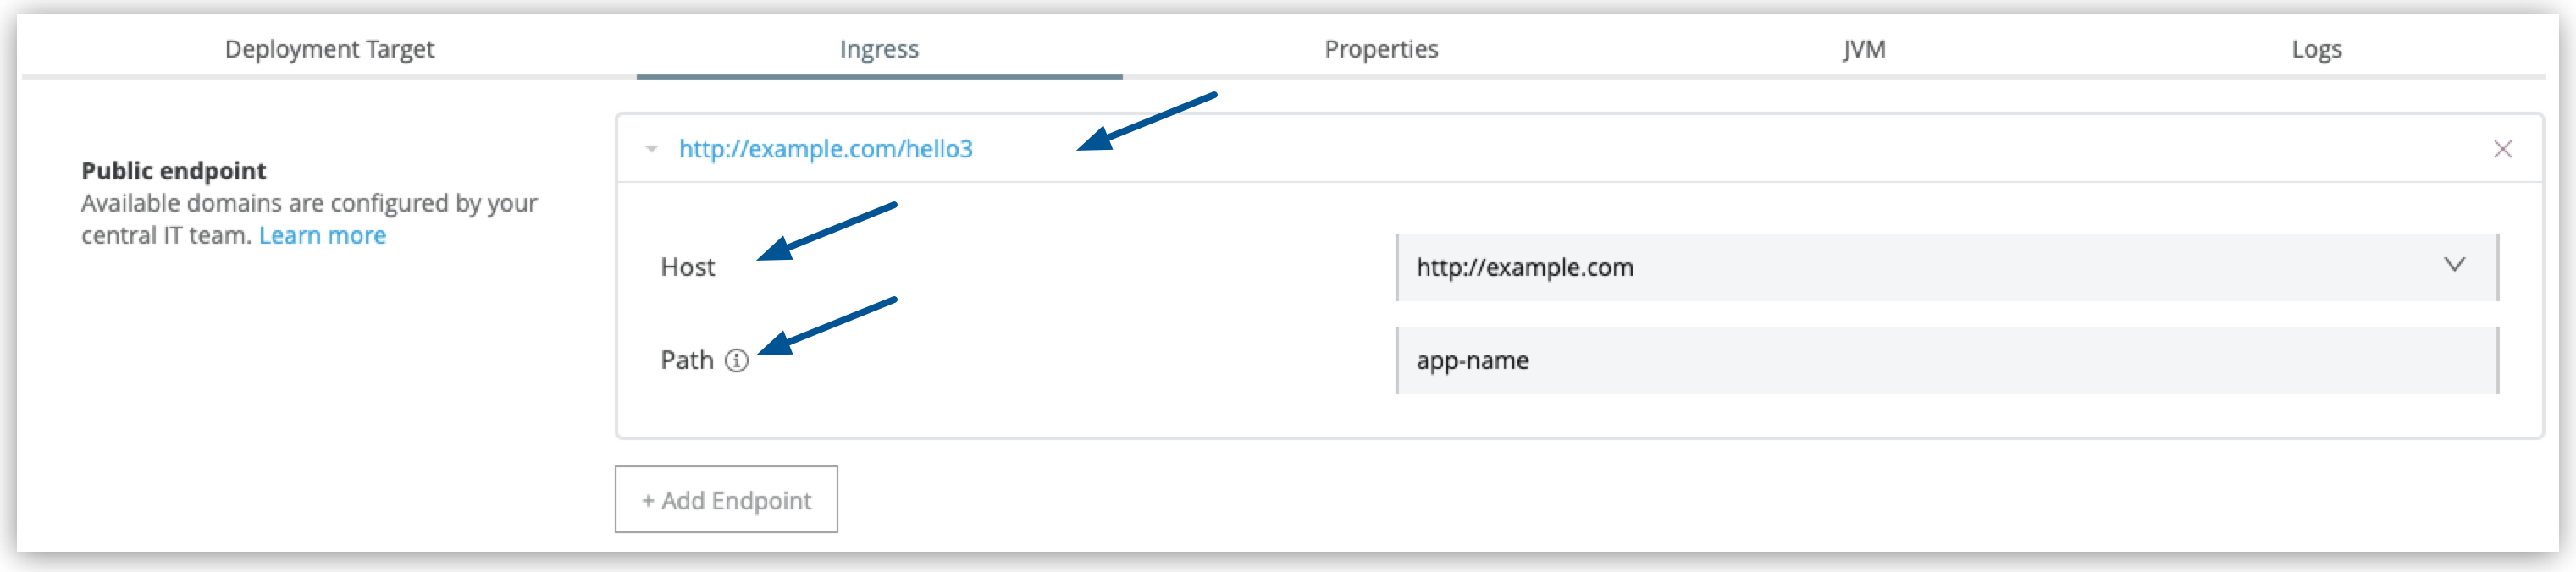 Deployment Target Ingress Properties JVM Logs
http://example.com/hello3
Public endpoint
Available domains are configured by your
central IT team. Learn more
Host http://example.com
Path app-name
+ Add Endpoint